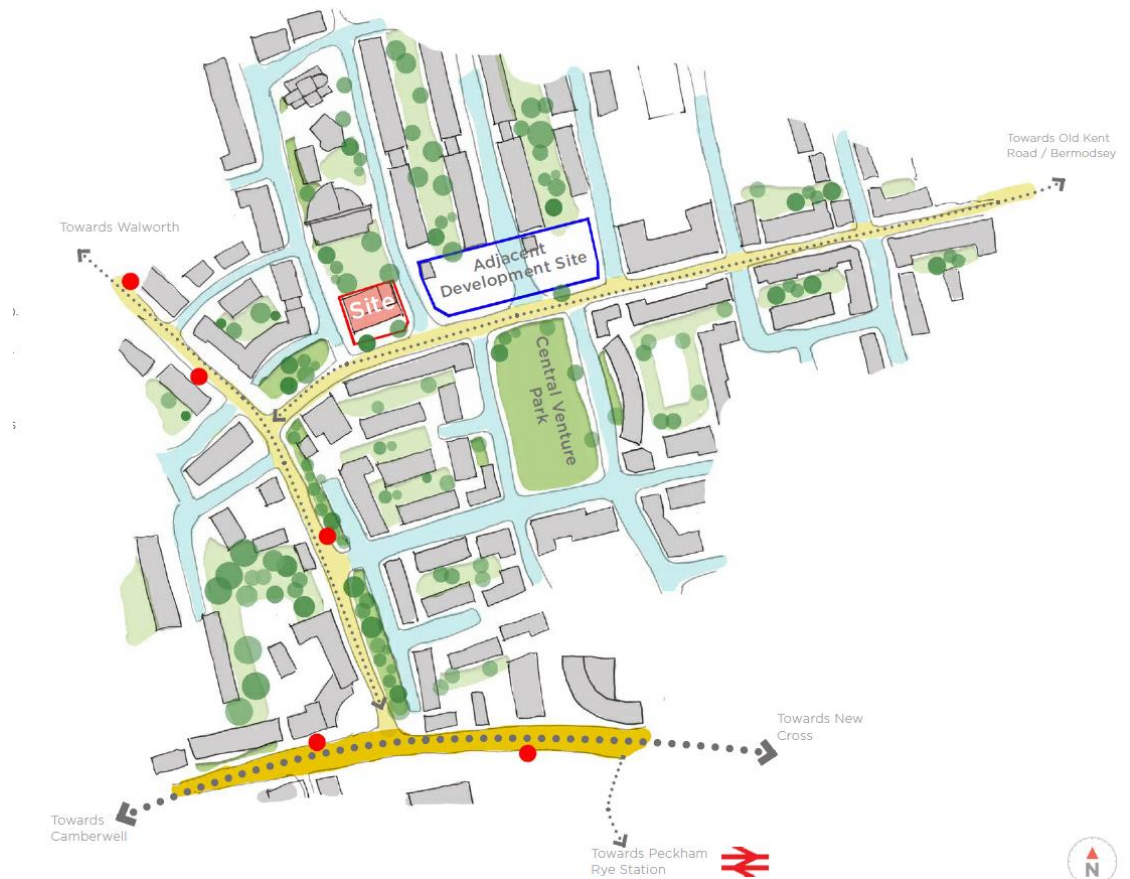 Towards Old Kent
Road / Bermodsey
Towards Walworth
Adjacent
Development Site
Site
Central Venture
Park
Towards New
Cross
Towards
Camberwell
Towards Peckham
Rye Station
N